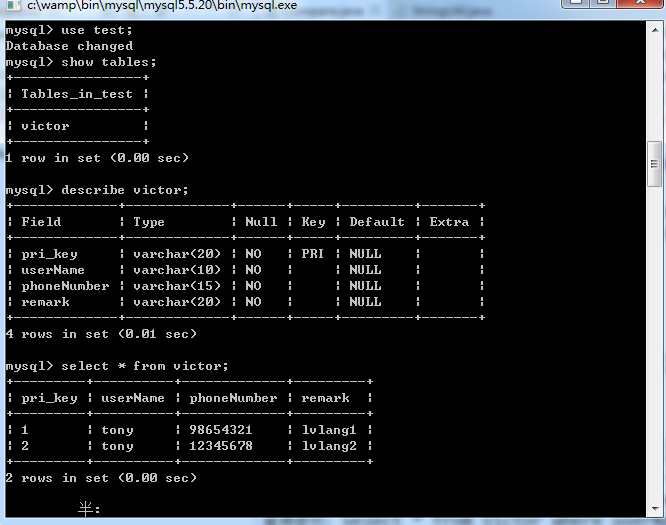 c:\wamp\bin\mysql\mysql5.5.20\bin\mysql.exe
mysql> use test;
Database changed
mysql> show tables;
+----------------+
| Tables_in_test |
+----------------+
| victor         |
+----------------+
1 row in set (0.00 sec)
mysql> describe victor;
+-------------+-------------+------+-----+---------+-------+
| Field       | Type        | Null | Key | Default | Extra |
+-------------+-------------+------+-----+---------+-------+
| pri_key     | varchar(20) | NO   | PRI | NULL    |       |
| userName    | varchar(10) | NO   |     | NULL    |       |
| phoneNumber | varchar(15) | NO   |     | NULL    |       |
| remark      | varchar(20) | NO   |     | NULL    |       |
+-------------+-------------+------+-----+---------+-------+
4 rows in set (0.01 sec)
mysql> select * from victor;
+---------+----------+-------------+---------+
| pri_key | userName | phoneNumber | remark  |
+---------+----------+-------------+---------+
| 1       | tony     | 98654321    | lvlang1 |
| 2       | tony     | 12345678    | lvlang2 |
+---------+----------+-------------+---------+
2 rows in set (0.00 sec)
半: